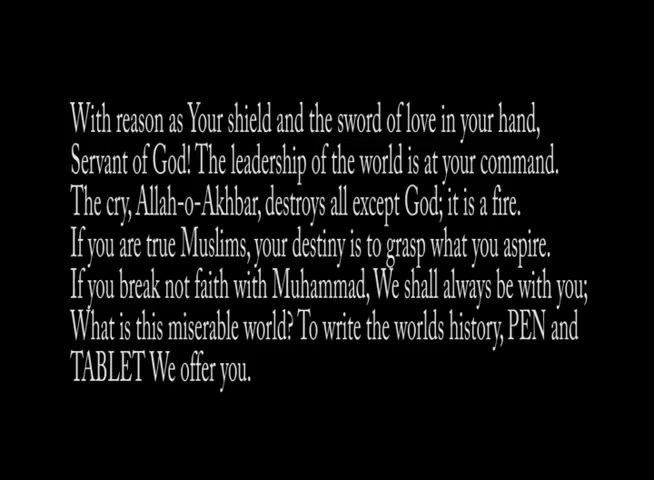 With reason as Your shield and the sword of love in your hand,
Servant of God! The leadership of the world is at your command.
The cry, Allah-o-Akhbar, destroys all except God; it is a fire.
If you are true Muslims, your destiny is to grasp what you aspire.
If you break not faith with Muhammad, We shall always be with you;
What is this miserable world? To write the worlds history, PEN and
TABLET We offer you.